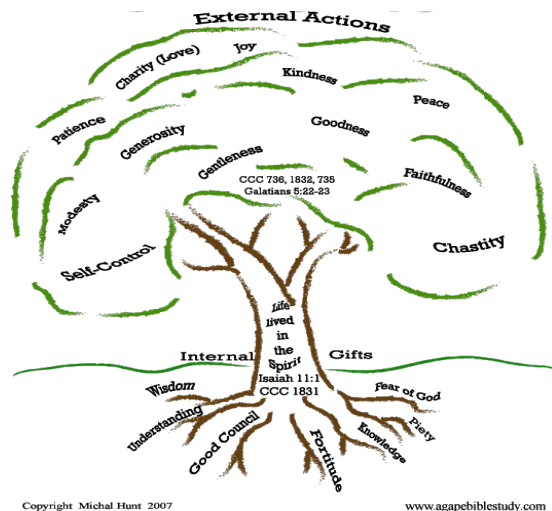 External Actions
Charity (Love)
Joy
Kindness
Peace
Patience
Generosity
Goodness
Gentleness
CCC 736, 1832, 735
Galatians 5:22-23
Faithfulness
Modesty
Self-Control
Chastity
Life
lived
in
the
Spirit
Internal
Gifts
Isaiah 11:1
CCC 1831
Wisdom
Understanding
Good Council
Fortitude
Knowledge
Piety
Fear of God
Copyright Michal Hunt 2007
www.agapebiblestudy.com